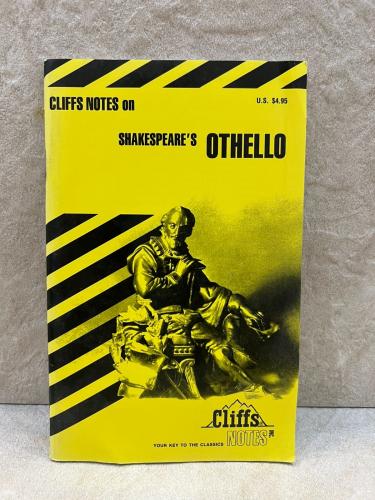 CLIFFS NOTES on
U.S. $4.95
SHAKESPEARE'S OTHELLO
Cliffs
NOTES
YOUR KEY TO THE CLASSICS